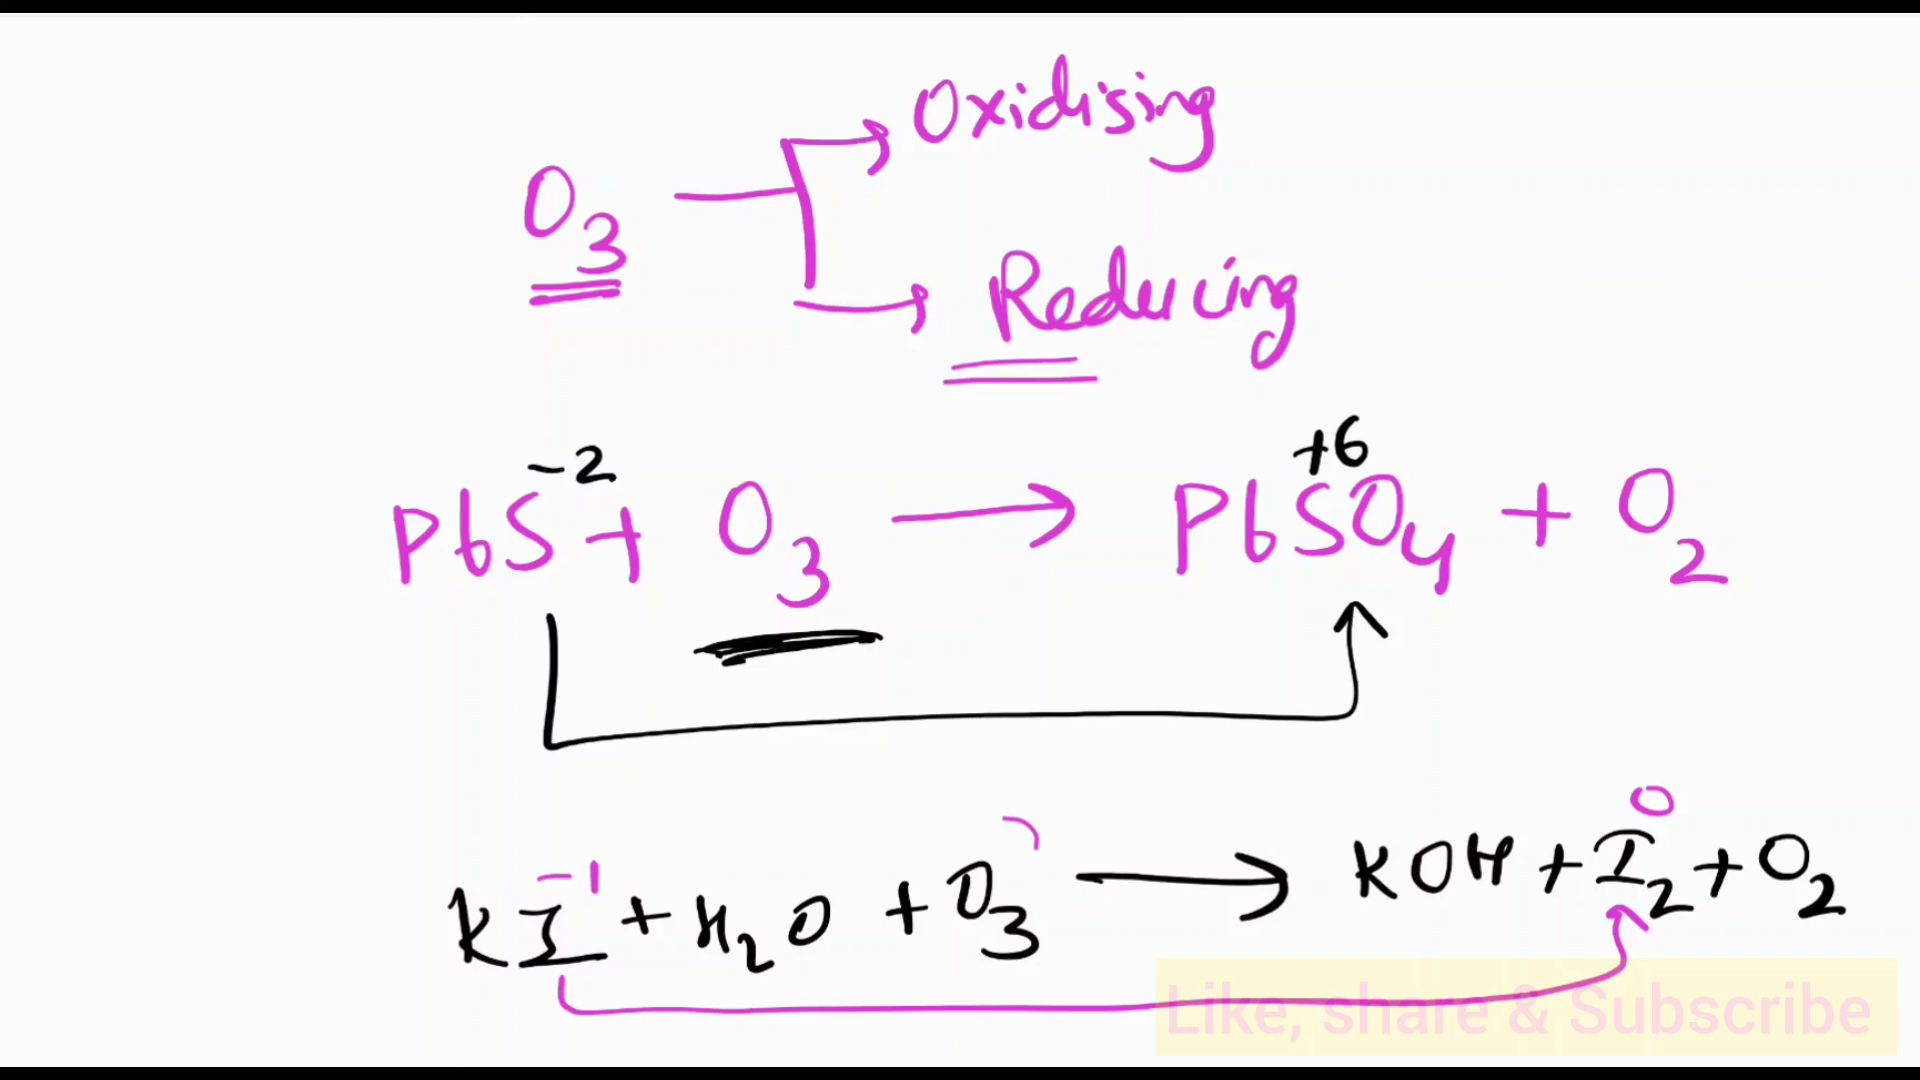 Oxidising
O3
Reducing
-2 +6
PbS + O3 → PbSO4 + O2
-1 0
KI + H2O + O3 → KOH + I2 + O2
Like, share & Subscribe